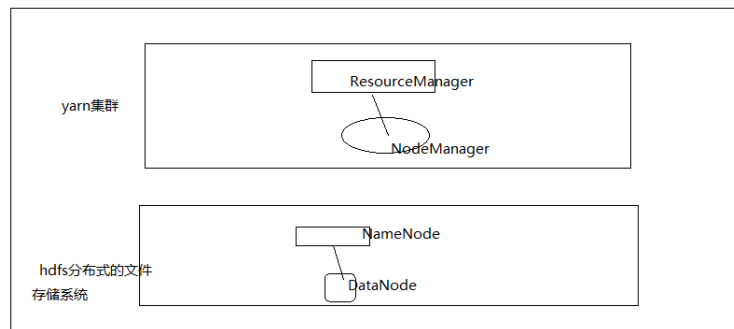 ResourceManager
yarn集群
NodeManager
NameNode
hdfs分布式的文件
存储系统
DataNode